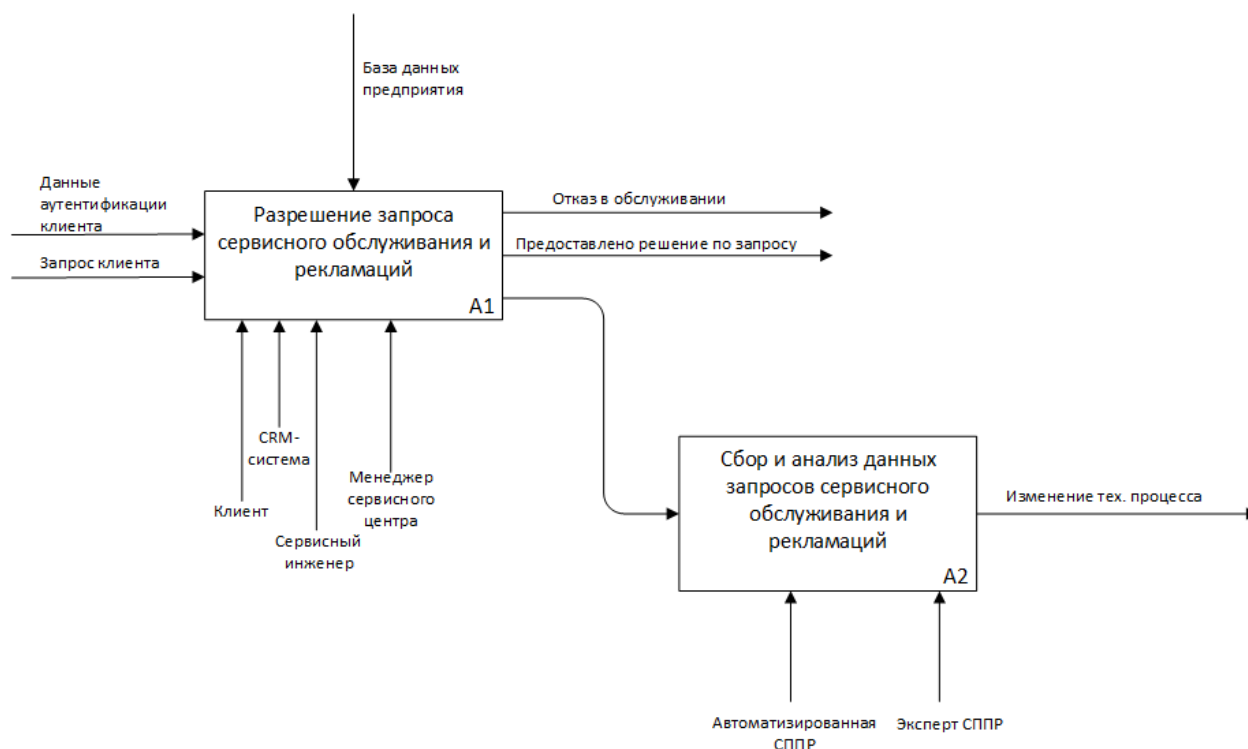 База данных
предприятия
Данные
аутентификации
клиента
Запрос клиента
Разрешение запроса
сервисного обслуживания и
рекламаций
A1
Отказ в обслуживании
Предоставлено решение по запросу
CRM-
система
Клиент
Сервисный
инженер
Менеджер
сервисного
центра
Сбор и анализ данных
запросов сервисного
обслуживания и
рекламаций
A2
Изменение тех. процесса
Автоматизированная
СППР
Эксперт СППР